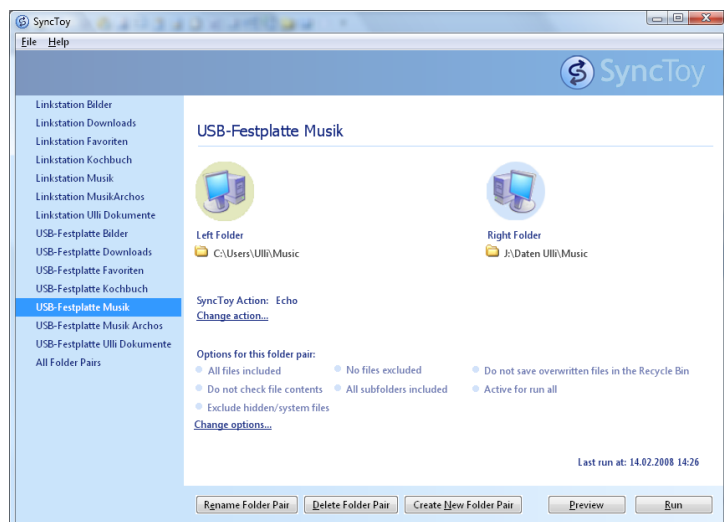 SyncToy
File Help
SyncToy
Linkstation Bilder
Linkstation Downloads
Linkstation Favoriten
Linkstation Kochbuch
Linkstation Musik
Linkstation MusikArchos
Linkstation Ulli Dokumente
USB-Festplatte Bilder
USB-Festplatte Downloads
USB-Festplatte Favoriten
USB-Festplatte Kochbuch
USB-Festplatte Musik
USB-Festplatte Musik Archos
USB-Festplatte Ulli Dokumente
All Folder Pairs
USB-Festplatte Musik
Left Folder Right Folder
C:\Users\Ulli\Music J:\Daten Ulli\Music
SyncToy Action: Echo
Change action...
Options for this folder pair:
All files included No files excluded Do not save overwritten files in the Recycle Bin
Do not check file contents All subfolders included Active for run all
Exclude hidden/system files
Change options...
Last run at: 14.02.2008 14:26
Rename Folder Pair Delete Folder Pair Create New Folder Pair Preview Run